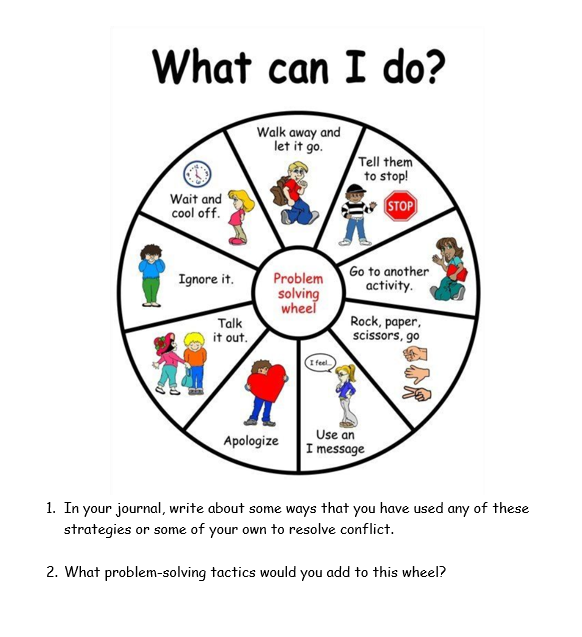 What can I do?
Walk away and
let it go.
Tell them
to stop!
STOP
Wait and
cool off.
Ignore it.
Problem
solving
wheel
Go to another
activity.
Talk
it out.
Rock, paper,
scissors, go
I feel...
Apologize
Use an
I message
1. In your journal, write about some ways that you have used any of these
strategies or some of your own to resolve conflict.
2. What problem-solving tactics would you add to this wheel?